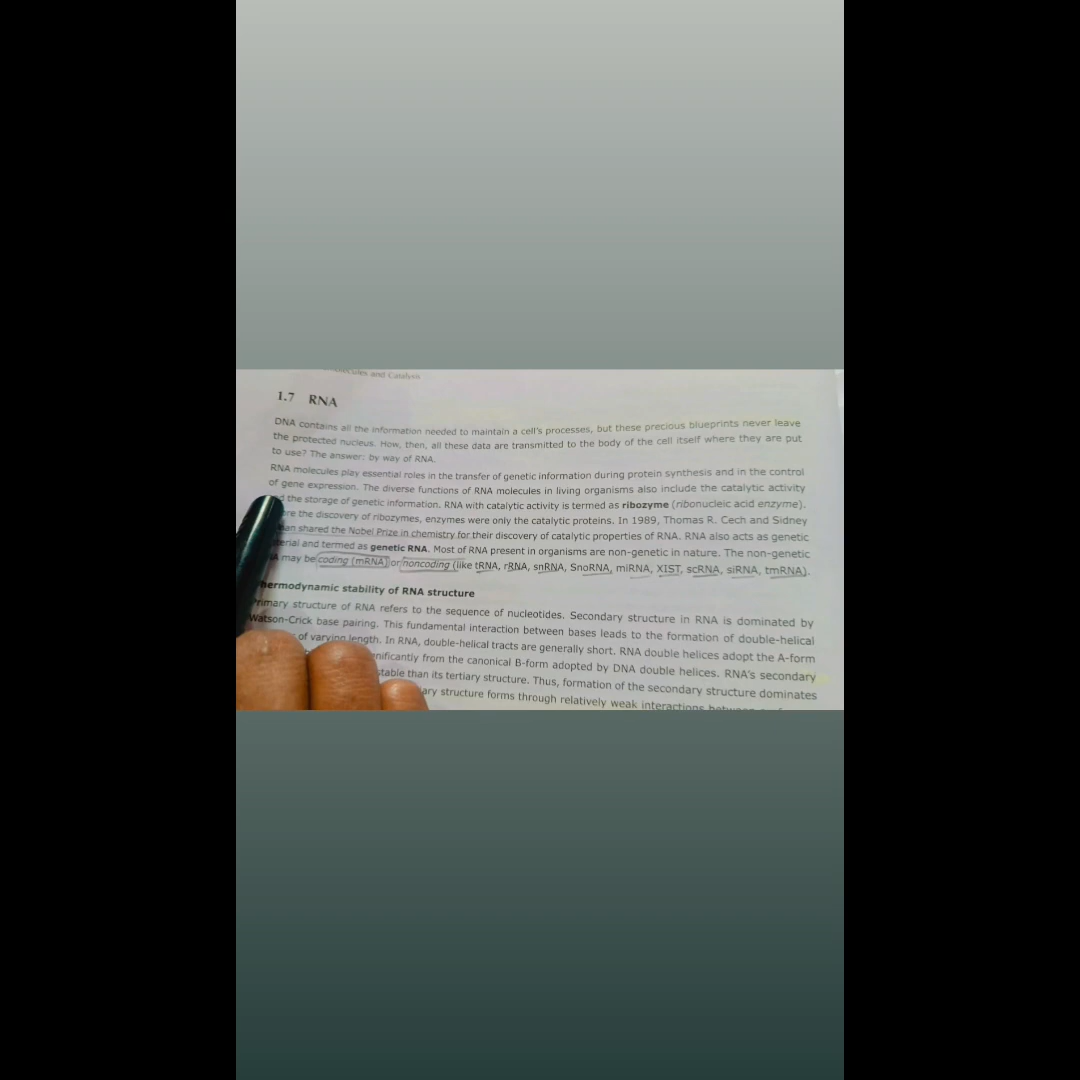 and Catalysis
1.7 RNA
DNA contains all the information needed to maintain a cell's processes, but these precious blueprints never leave
the protected nucleus. How, then, all these data are transmitted to the body of the cell itself where they are put
to use? The answer: by way of RNA.
RNA molecules play essential roles in the transfer of genetic information during protein synthesis and in the control
of gene expression. The diverse functions of RNA molecules in living organisms also include the catalytic activity
the storage of genetic information. RNA with catalytic activity is termed as ribozyme (ribonucleic acid enzyme).
the discovery of ribozymes, enzymes were only the catalytic proteins. In 1989, Thomas R. Cech and Sidney
shared the Nobel Prize in chemistry for their discovery of catalytic properties of RNA. RNA also acts as genetic
and termed as genetic RNA. Most of RNA present in organisms are non-genetic in nature. The non-genetic
may be coding (mRNA) or noncoding (like tRNA, rRNA, snRNA, SnoRNA, miRNA, XIST, scRNA, siRNA, tmRNA).
Thermodynamic stability of RNA structure
Primary structure of RNA refers to the sequence of nucleotides. Secondary structure in RNA is dominated by
Watson-Crick base pairing. This fundamental interaction between bases leads to the formation of double-helical
of varying length. In RNA, double-helical tracts are generally short. RNA double helices adopt the A-form
from the canonical B-form adopted by DNA double helices. RNA's secondary
than its tertiary structure. Thus, formation of the secondary structure dominates
structure forms through relatively weak interactions between